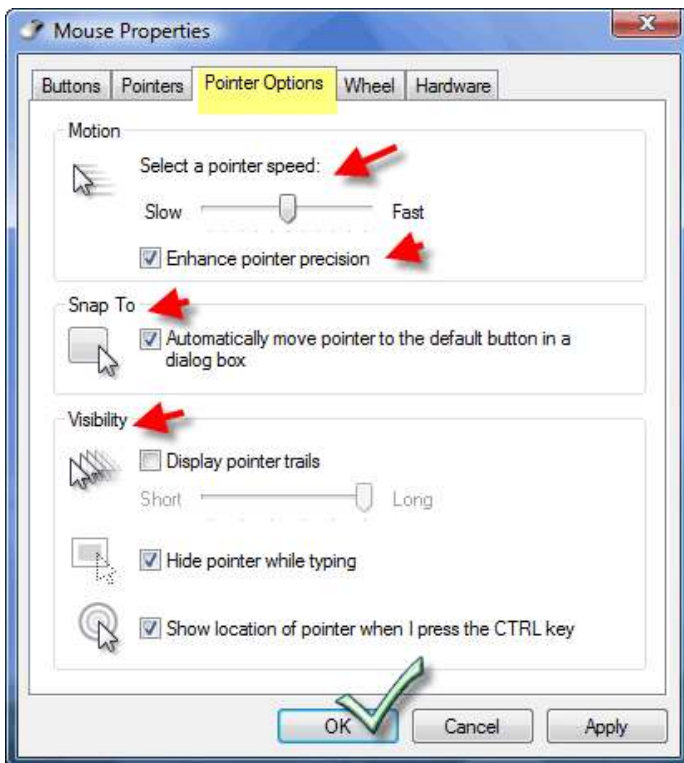 Mouse Properties
Buttons Pointers Pointer Options Wheel Hardware
Motion
Select a pointer speed:
Slow Fast
Enhance pointer precision
Snap To
Automatically move pointer to the default button in a
dialog box
Visibility
Display pointer trails
Short Long
Hide pointer while typing
Show location of pointer when I press the CTRL key
OK Cancel Apply